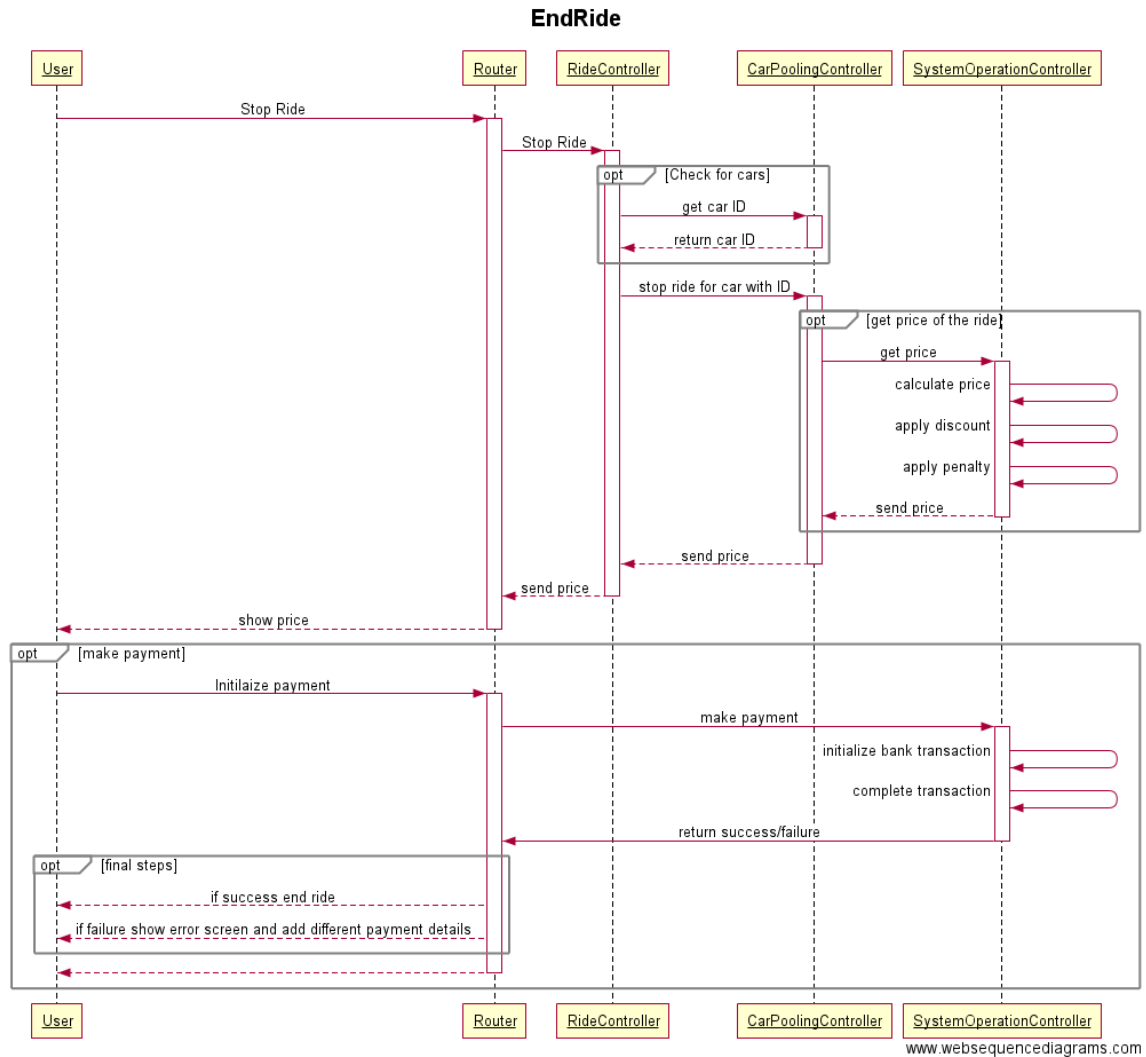 EndRide
User
Router
RideController
CarPoolingController
SystemOperationController
Stop Ride
Stop Ride
opt
[Check for cars]
get car ID
return car ID
stop ride for car with ID
opt
[get price of the ride]
get price
calculate price
apply discount
apply penalty
send price
send price
send price
show price
opt
[make payment]
Initilaize payment
make payment
initialize bank transaction
complete transaction
return success/failure
opt
[final steps]
if success end ride
if failure show error screen and add different payment details
User
Router
RideController
CarPoolingController
SystemOperationController
www.websequencediagrams.com